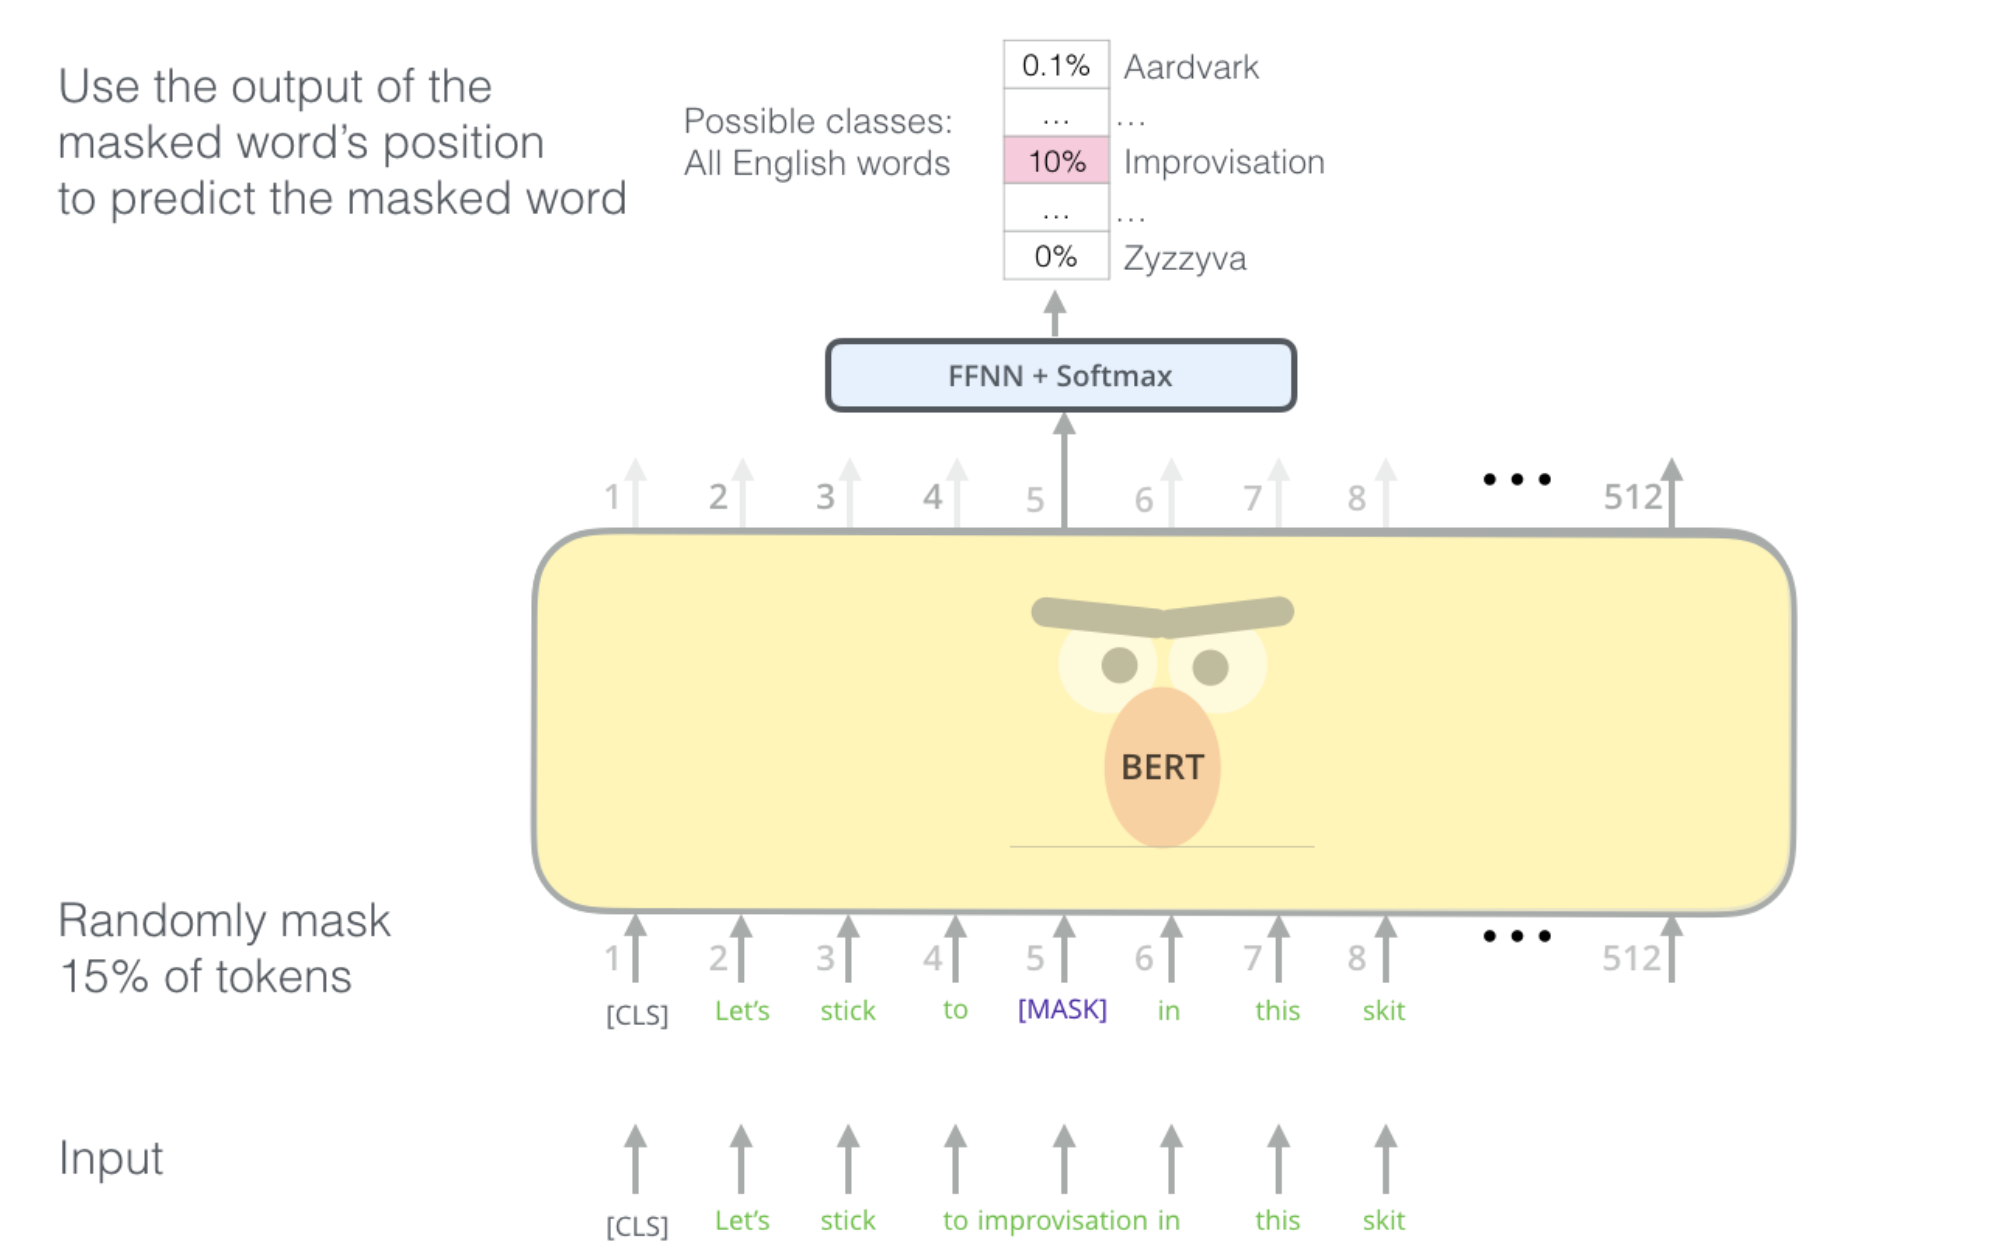 Use the output of the
masked word's position
to predict the masked word
Possible classes:
All English words
0.1% Aardvark
... ...
10% Improvisation
... ...
0% Zyzzyva
FFNN + Softmax
1 2 3 4 5 6 7 8 ••• 512
BERT
Randomly mask
15% of tokens
1 2 3 4 5 6 7 8 ••• 512
[CLS] Let's stick to [MASK] in this skit
Input
[CLS] Let's stick to improvisation in this skit